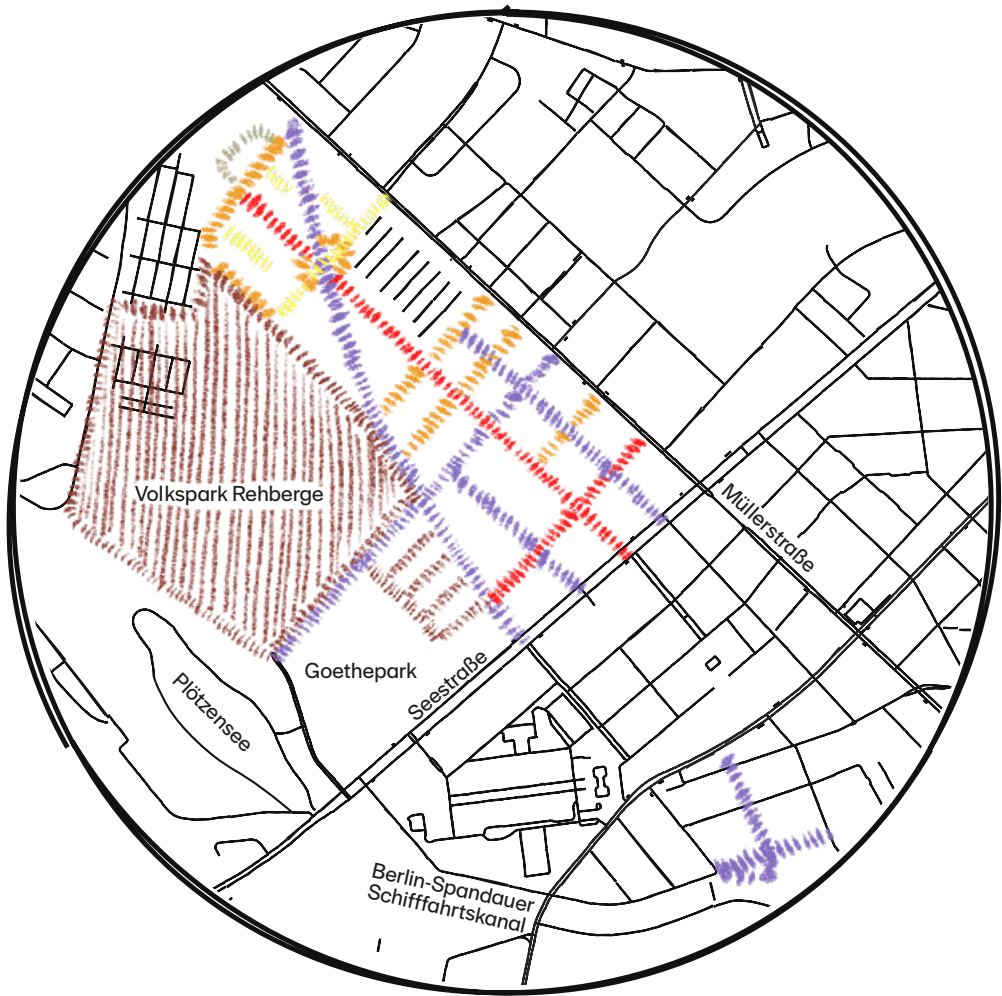 Volkspark Rehberge
Müllerstraße
Goethepark
Seestraße
Plötzensee
Berlin-Spandauer
Schifffahrtskanal